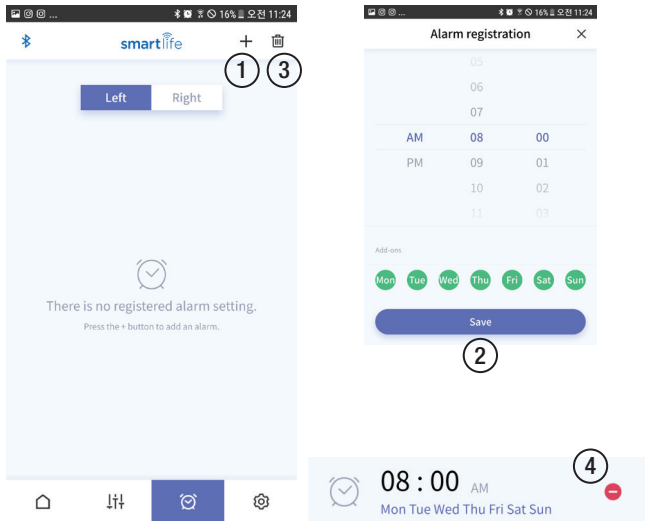 ... 16% 오전 11:24
smartlife
1 3
Left Right
There is no registered alarm setting.
Press the + button to add an alarm.
... 16% 오전 11:24
Alarm registration
05
06
07
AM 08 00
PM 09 01
10 02
11 03
Add-ons
Mon Tue Wed Thu Fri Sat Sun
Save
2
4
08 : 00 AM
Mon Tue Wed Thu Fri Sat Sun